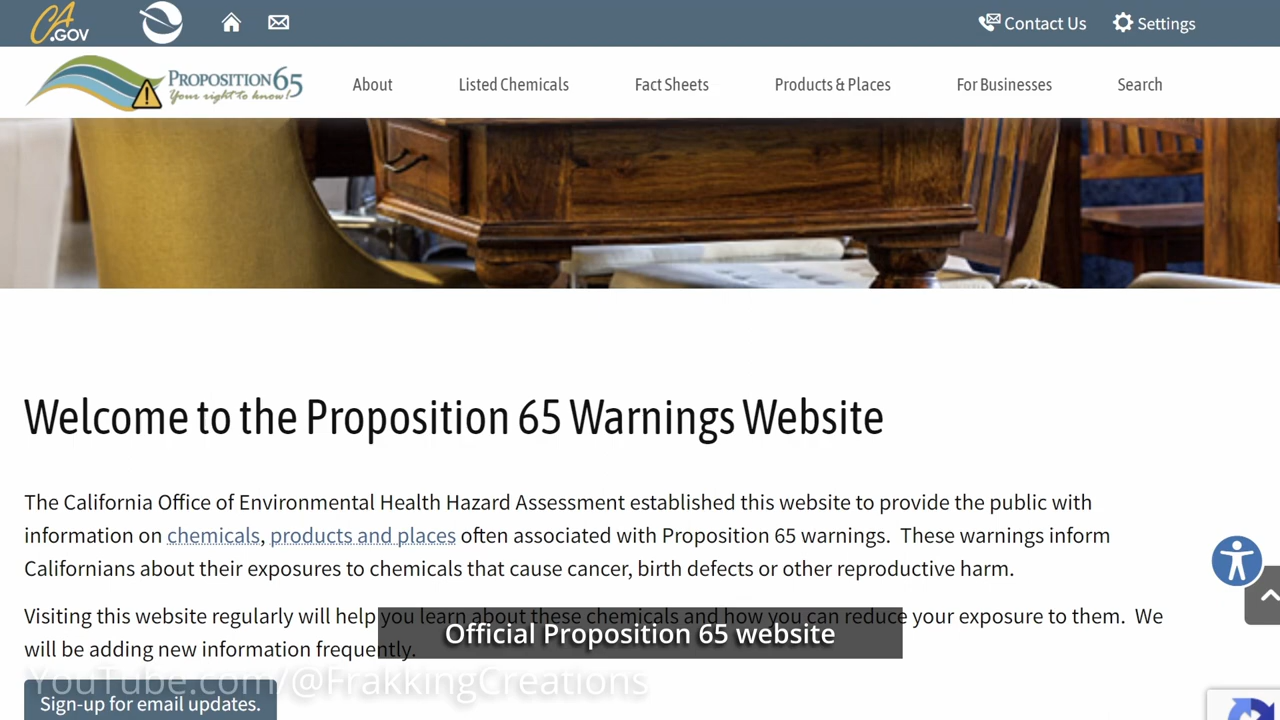 CA
.GOV
Contact Us
Settings
PROPOSITION 65
Your right to know!
About
Listed Chemicals
Fact Sheets
Products & Places
For Businesses
Search
Welcome to the Proposition 65 Warnings Website
The California Office of Environmental Health Hazard Assessment established this website to provide the public with
information on chemicals, products and places often associated with Proposition 65 warnings. These warnings inform
Californians about their exposures to chemicals that cause cancer, birth defects or other reproductive harm.
Visiting this website regularly will help you learn about these chemicals and how you can reduce your exposure to them. We
will be adding new information frequently.
Official Proposition 65 website
YouTube.com/@FrakkingCreations
Sign-up for email updates.